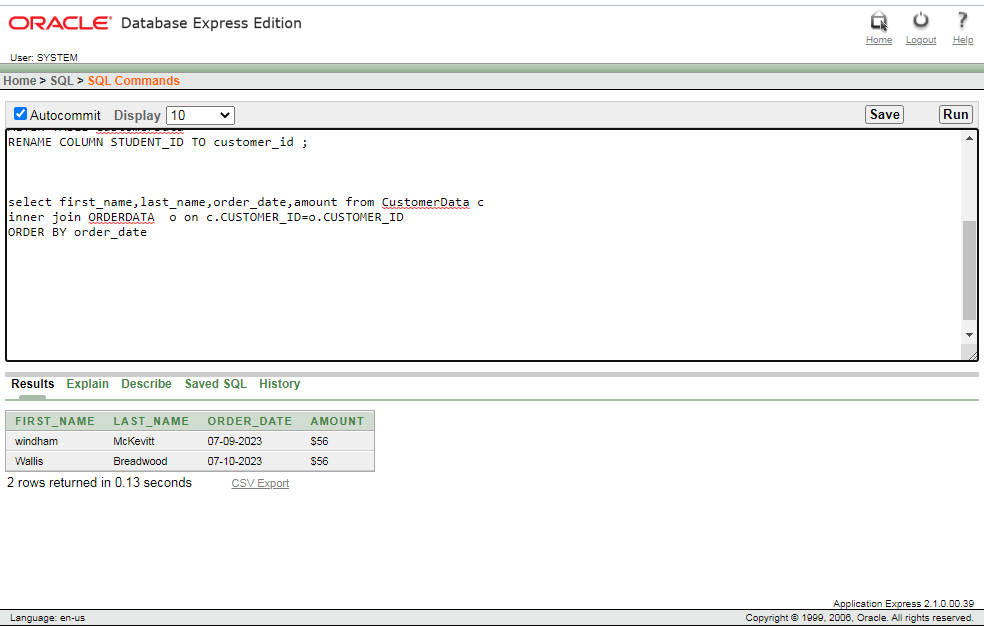 ORACLE Database Express Edition
Home Logout Help
User: SYSTEM
Home > SQL > SQL Commands
Autocommit Display 10 Save Run
RENAME COLUMN STUDENT_ID TO customer_id ;
select first_name,last_name,order_date,amount from CustomerData c
inner join ORDERDATA o on c.CUSTOMER_ID=o.CUSTOMER_ID
ORDER BY order_date
Results Explain Describe Saved SQL History
FIRST_NAME LAST_NAME ORDER_DATE AMOUNT
windham McKevitt 07-09-2023 $56
Wallis Breadwood 07-10-2023 $56
2 rows returned in 0.13 seconds CSV Export
Application Express 2.1.0.00.39
Language: en-us Copyright © 1999, 2006, Oracle. All rights reserved.